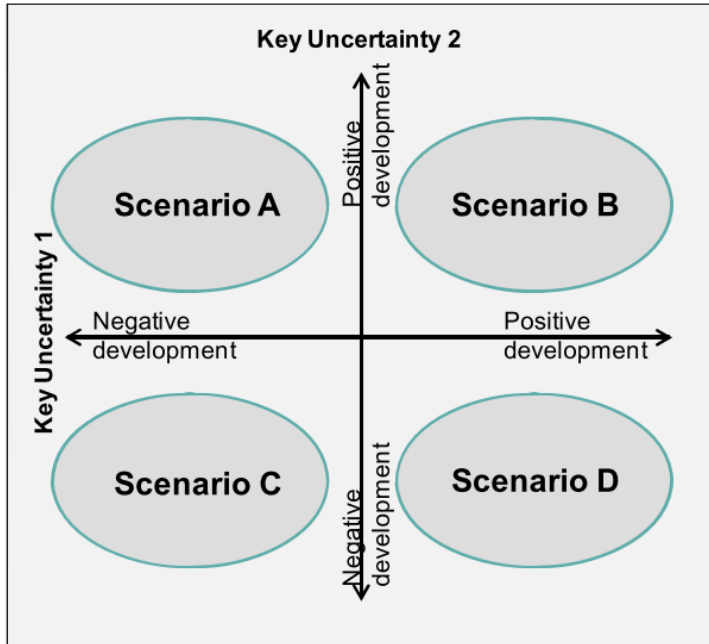 Key Uncertainty 2
Positive
development
Scenario A
Scenario B
Key Uncertainty 1
Negative
development
Positive
development
Scenario C
Scenario D
Negative
development